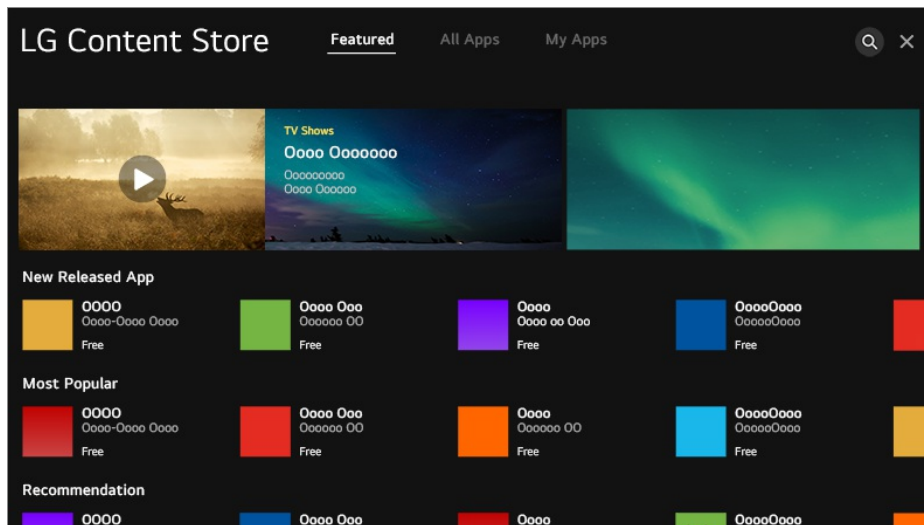 LG Content Store
Featured
All Apps
My Apps
TV Shows
Oooo Ooooooo
Ooooooooo
Oooo Oooooo
New Released App
OOOO
Oooo-Oooo Oooo
Free
Oooo Ooo
Oooooo OO
Free
Oooo
Oooo oo Ooo
Free
OoooOooo
OooooOooo
Free
Most Popular
OOOO
Oooo-Oooo Oooo
Free
Oooo Ooo
Oooooo OO
Free
Oooo
Oooooo OO
Free
OoooOooo
OooooOooo
Free
Recommendation
OOOO
Oooo Ooo
Oooo
OoooOooo